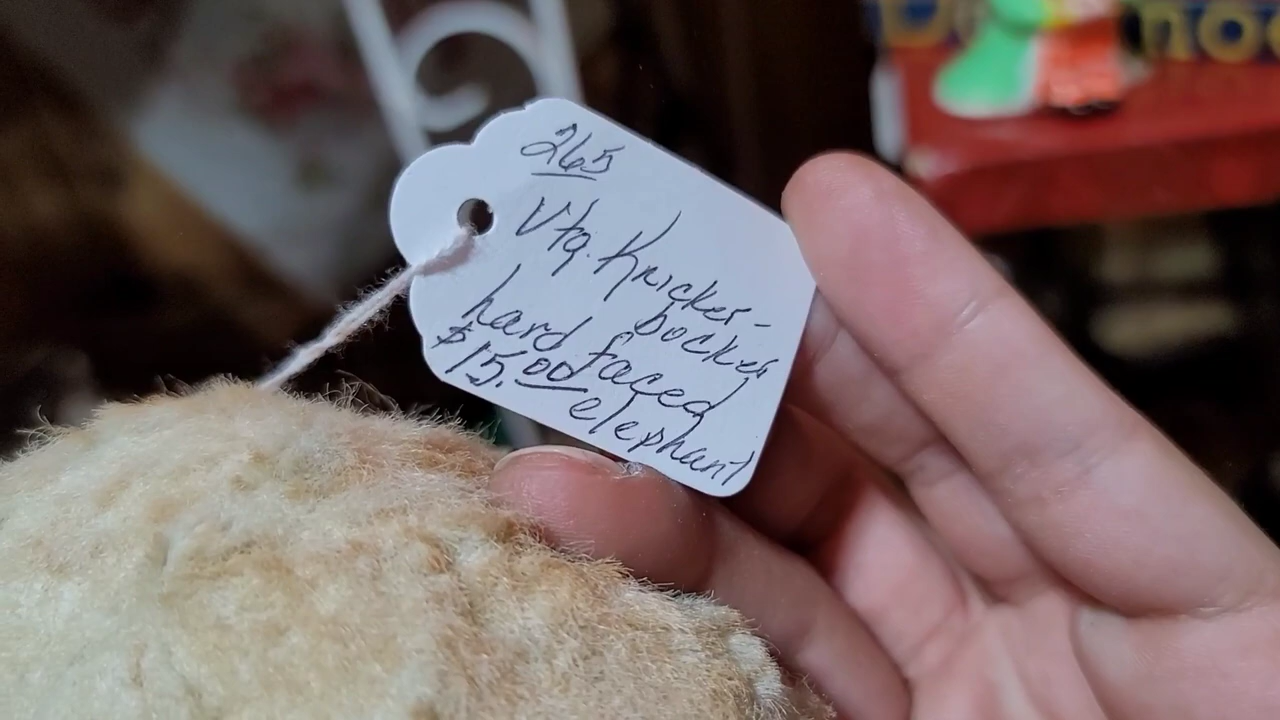 265
Vtg. Knicker-
bocker
hard faced
$15.00
elephant